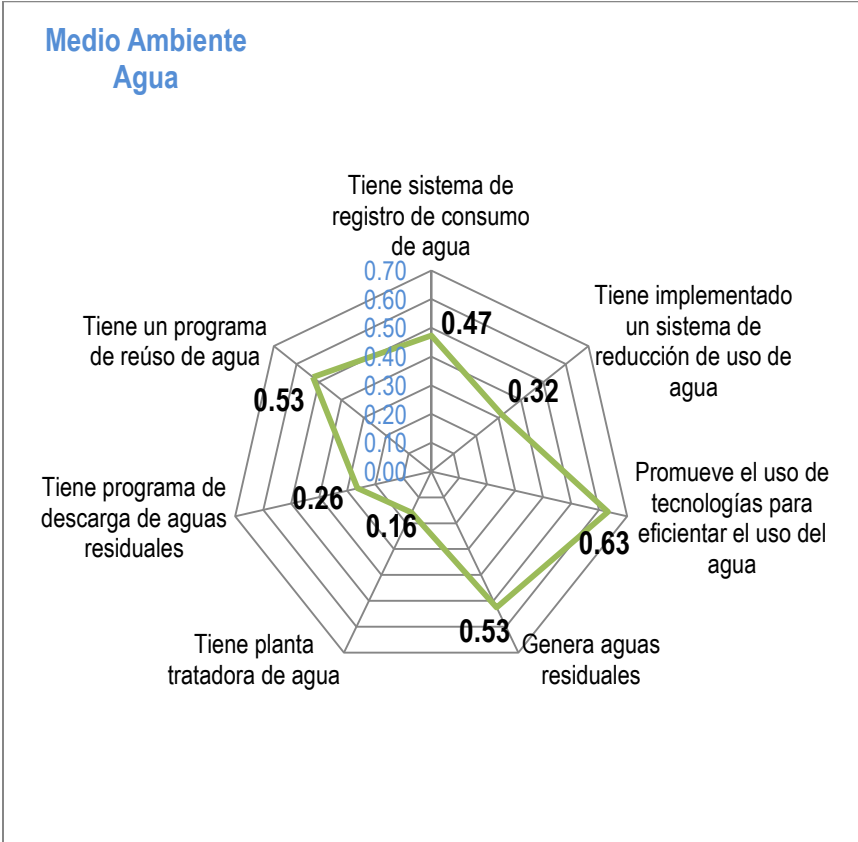 Medio Ambiente
Agua
Tiene sistema de
registro de consumo
de agua
0.70
0.60
0.50
0.40
0.30
0.20
0.10
0.00
0.47
Tiene implementado
un sistema de
reducción de uso de
agua
0.32
Promueve el uso de
tecnologías para
eficientar el uso del
agua
0.63
Genera aguas
residuales
0.53
Tiene planta
tratadora de agua
0.16
Tiene programa de
descarga de aguas
residuales
0.26
Tiene un programa
de reúso de agua
0.53